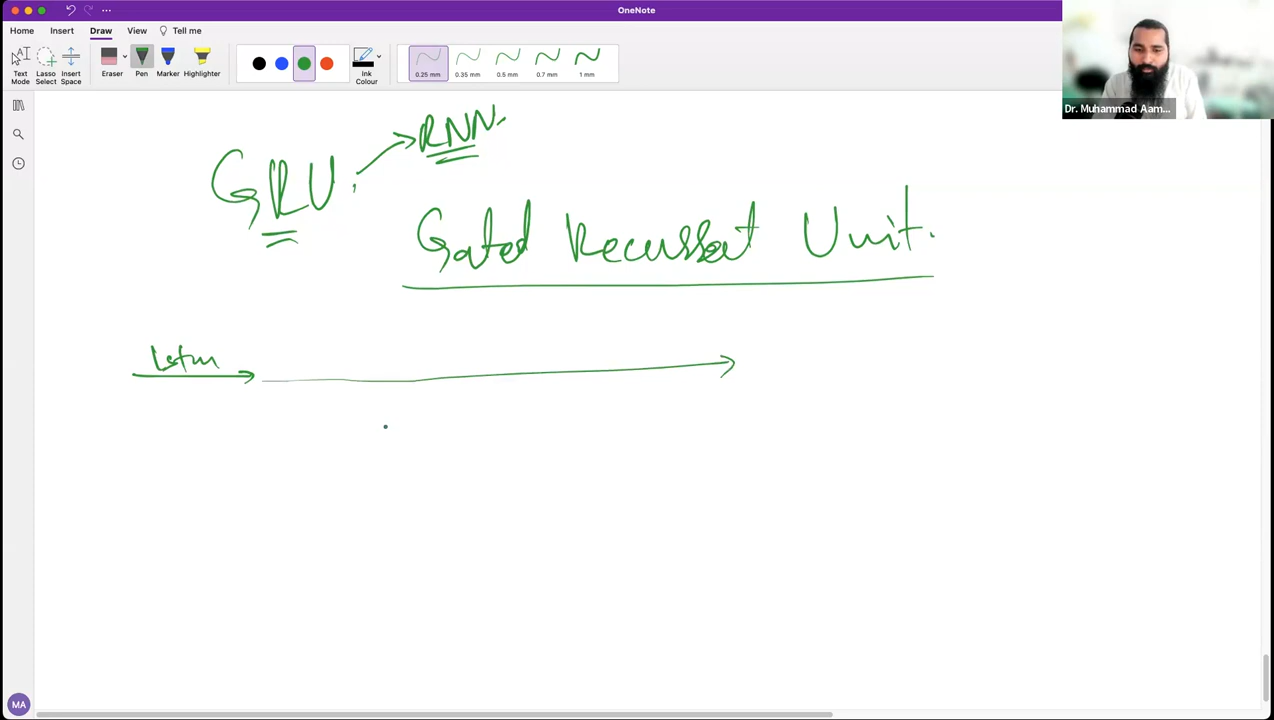 OneNote
Home Insert Draw View Tell me
Text Mode
Lasso Select
Insert Space
Eraser
Pen
Marker
Highlighter
Ink Colour
0.25 mm
0.35 mm
0.5 mm
0.7 mm
1 mm
Dr. Muhammad Aam...
RNN.
GRU.
Gated Recurrent Unit.
Lstm
MA